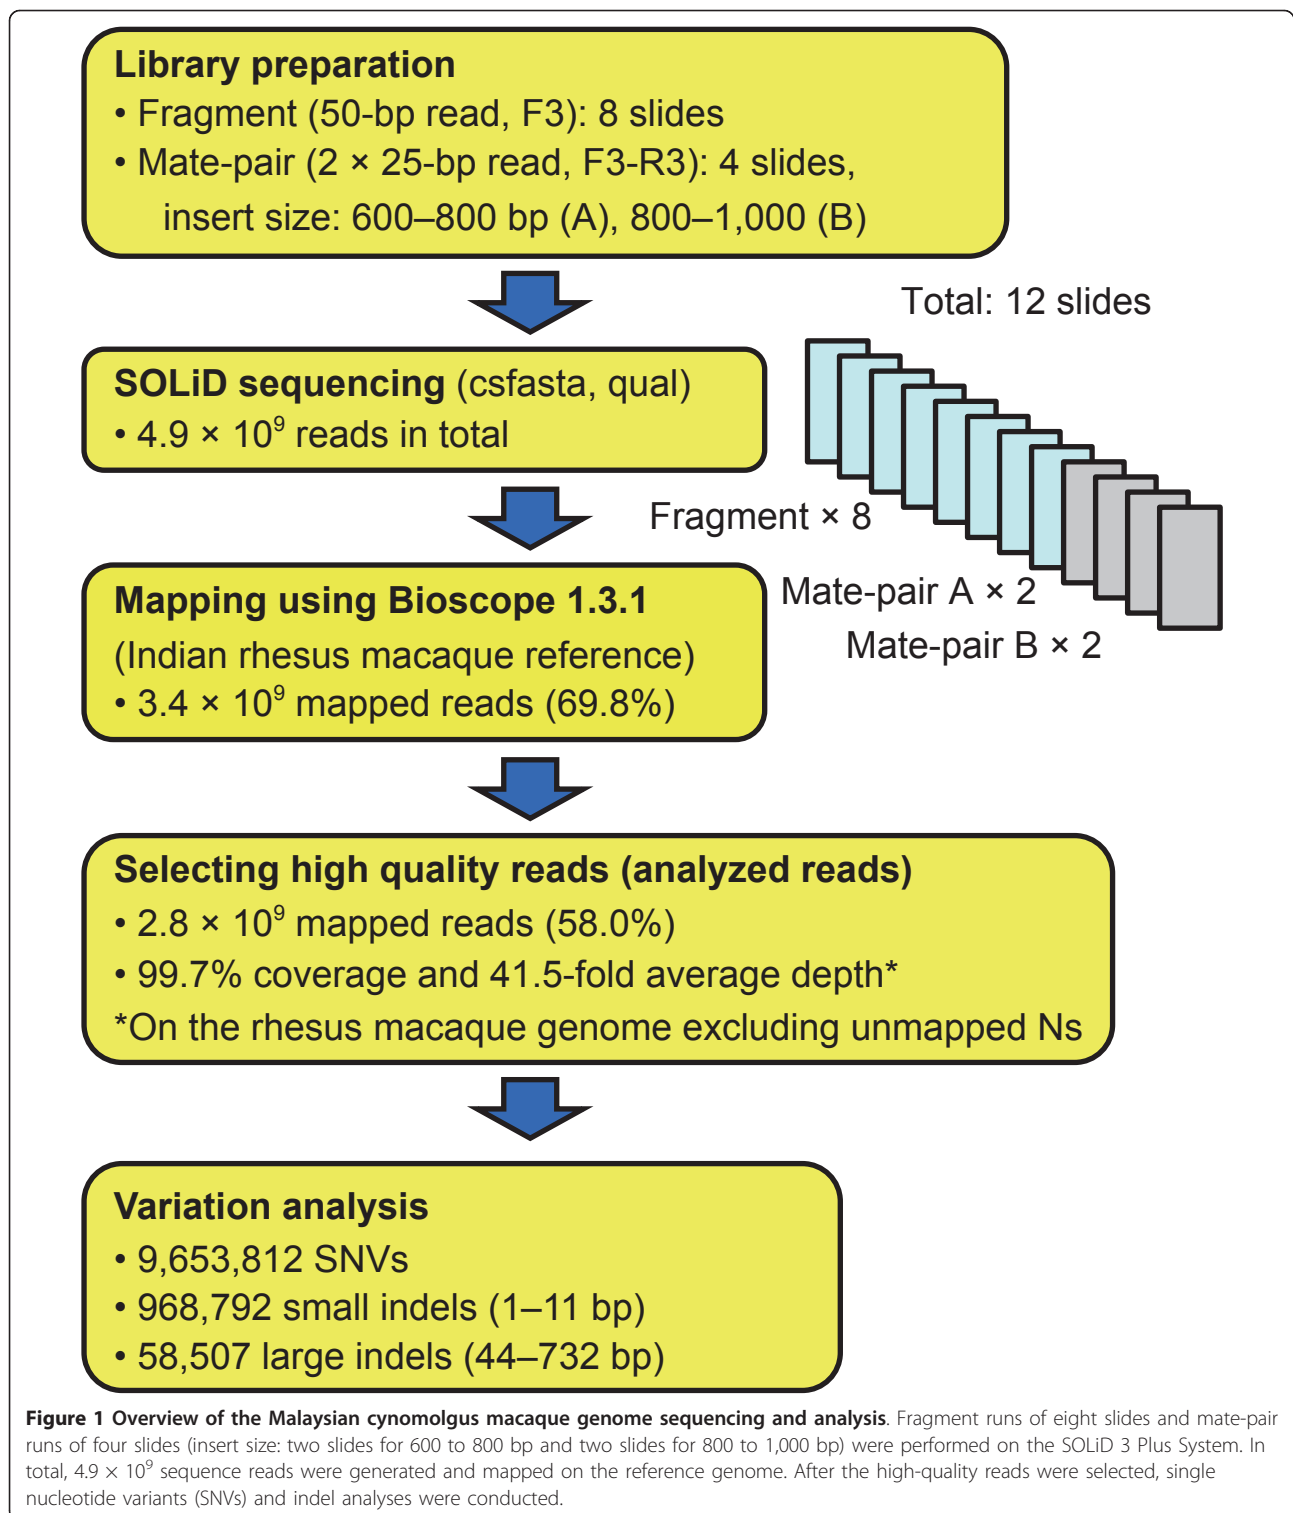 Library preparation
• Fragment (50-bp read, F3): 8 slides
• Mate-pair (2 × 25-bp read, F3-R3): 4 slides,
insert size: 600–800 bp (A), 800–1,000 (B)
Total: 12 slides
SOLiD sequencing (csfasta, qual)
• 4.9 × 10⁹ reads in total
Fragment × 8
Mate-pair A × 2
Mate-pair B × 2
Mapping using Bioscope 1.3.1
(Indian rhesus macaque reference)
• 3.4 × 10⁹ mapped reads (69.8%)
Selecting high quality reads (analyzed reads)
• 2.8 × 10⁹ mapped reads (58.0%)
• 99.7% coverage and 41.5-fold average depth*
*On the rhesus macaque genome excluding unmapped Ns
Variation analysis
• 9,653,812 SNVs
• 968,792 small indels (1–11 bp)
• 58,507 large indels (44–732 bp)
Figure 1 Overview of the Malaysian cynomolgus macaque genome sequencing and analysis. Fragment runs of eight slides and mate-pair
runs of four slides (insert size: two slides for 600 to 800 bp and two slides for 800 to 1,000 bp) were performed on the SOLiD 3 Plus System. In
total, 4.9 × 10⁹ sequence reads were generated and mapped on the reference genome. After the high-quality reads were selected, single
nucleotide variants (SNVs) and indel analyses were conducted.